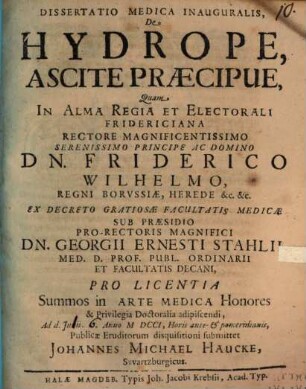 10.
DISSERTATIO MEDICA INAUGURALIS,
De
HYDROPE,
ASCITE PRÆCIPUE,
Quam
IN ALMA REGIA ET ELECTORALI
FRIDERICIANA
RECTORE MAGNIFICENTISSIMO
SERENISSIMO PRINCIPE AC DOMINO
DN. FRIDERICO
WILHELMO,
REGNI BORVSSIÆ, HEREDE &c. &c.
EX DECRETO GRATIOSÆ FACULTATIS MEDICÆ
SUB PRÆSIDIO
PRO-RECTORIS MAGNIFICI
DN. GEORGII ERNESTI STAHLII
MED. D. PROF. PUBL. ORDINARII
ET FACULTATIS DECANI,
PRO LICENTIA
Summos in ARTE MEDICA Honores
& Privilegia Doctoralia adipiscendi,
Ad d. 6. Anno M DCCI, Horis ante- & pomeridianis,
Publicæ Eruditorum disquisitioni submittet
JOHANNES MICHAEL HAUCKE,
Svvartzburgicus.
HALÆ MAGDEB. Typis Joh. Jacobi Krebsii, Acad. Typ.